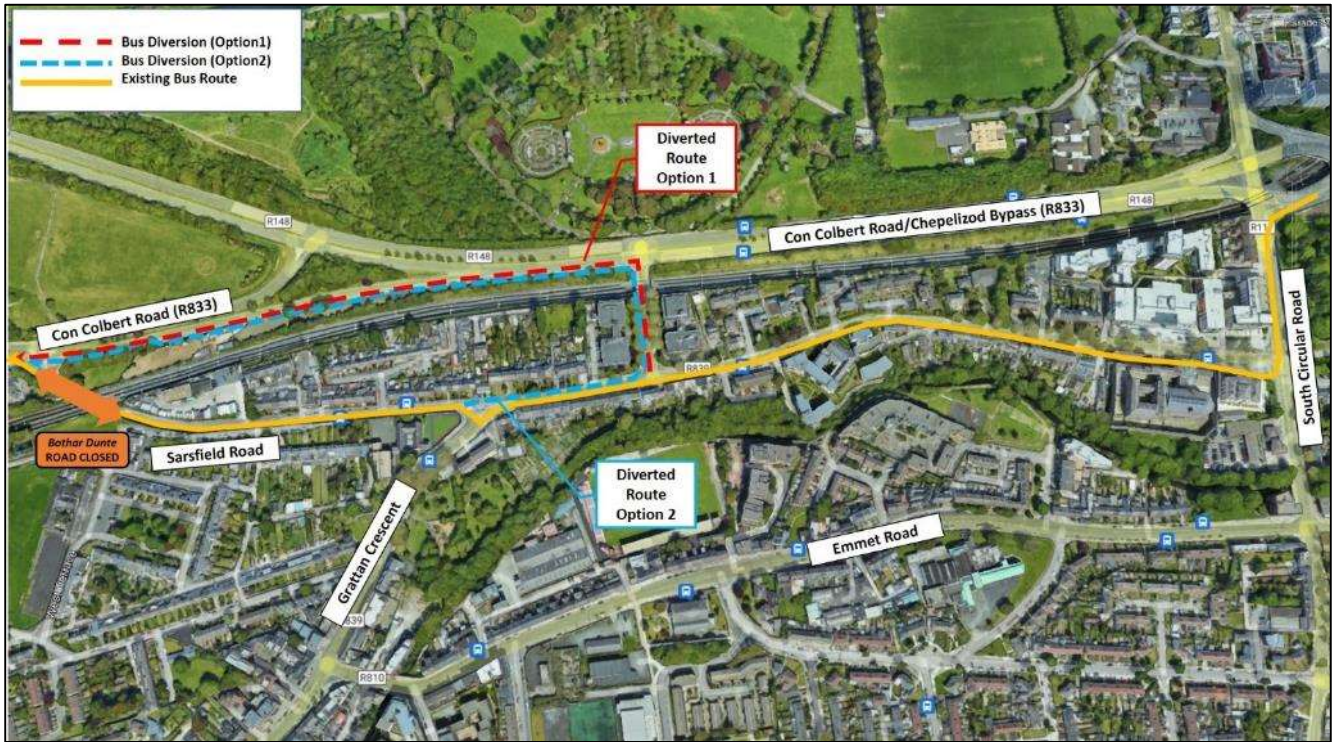 Bus Diversion (Option1)
Bus Diversion (Option2)
Existing Bus Route
Diverted
Route
Option 1
R148
R148
Con Colbert Road/Chepelizod Bypass (R833)
R148
R11
Con Colbert Road (R833)
R839
South Circular Road
Bothar Dunte
ROAD CLOSED
Sarsfield Road
Diverted
Route
Option 2
Grattan Crescent
Emmet Road
R810